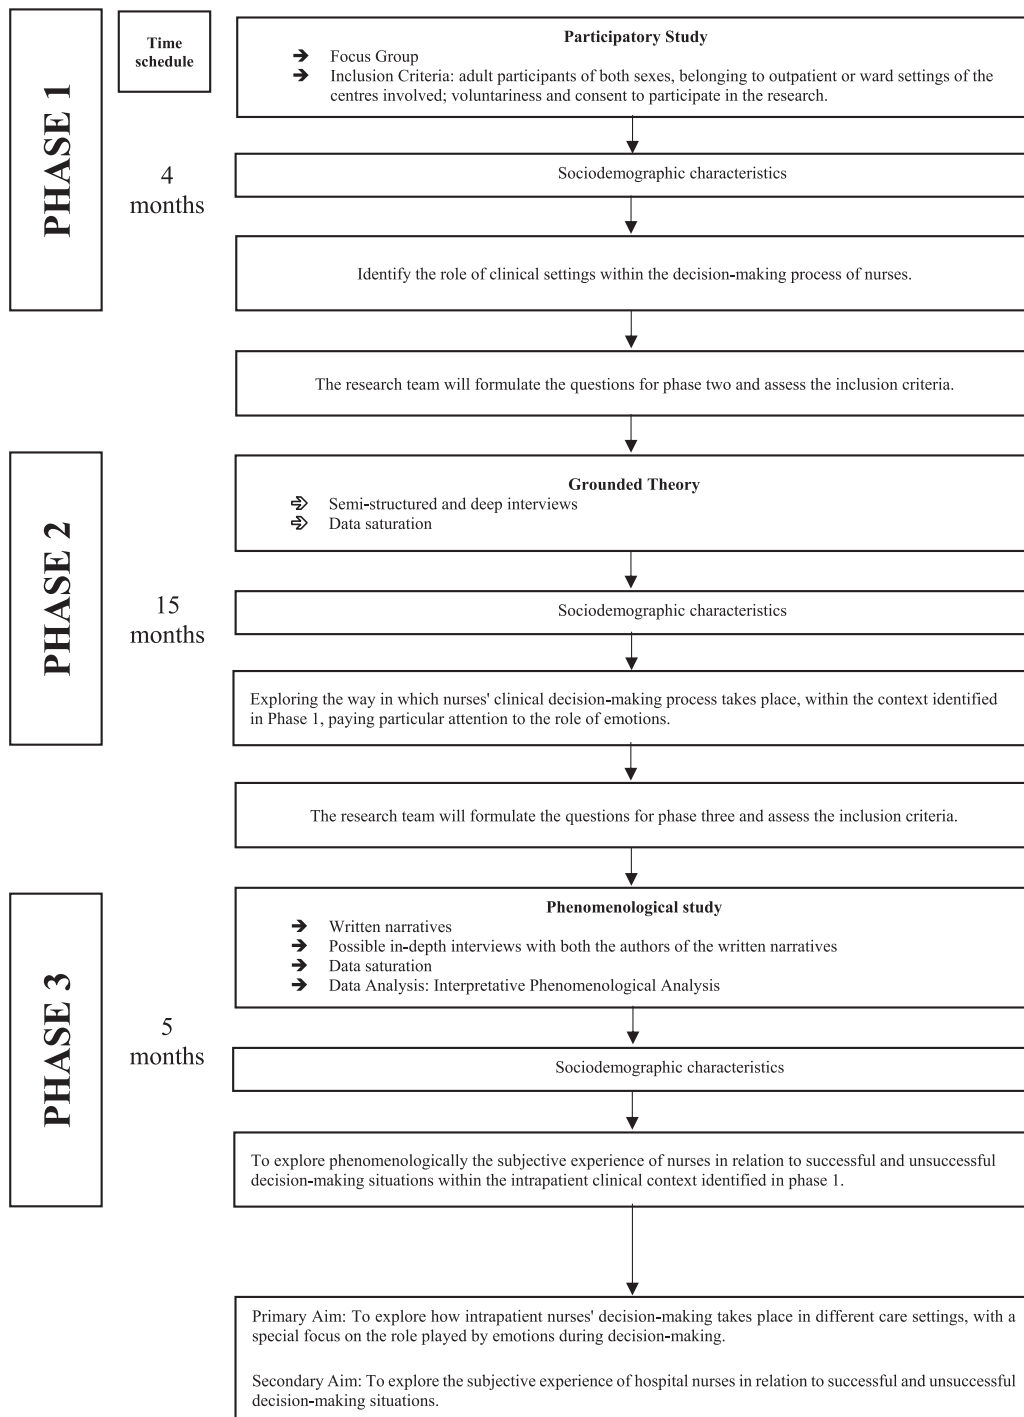 PHASE 1
Time
schedule
4
months
Participatory Study
➔ Focus Group
➔ Inclusion Criteria: adult participants of both sexes, belonging to outpatient or ward settings of the
centres involved; voluntariness and consent to participate in the research.
Sociodemographic characteristics
Identify the role of clinical settings within the decision-making process of nurses.
The research team will formulate the questions for phase two and assess the inclusion criteria.
PHASE 2
15
months
Grounded Theory
Semi-structured and deep interviews
Data saturation
Sociodemographic characteristics
Exploring the way in which nurses' clinical decision-making process takes place, within the context identified
in Phase 1, paying particular attention to the role of emotions.
The research team will formulate the questions for phase three and assess the inclusion criteria.
PHASE 3
5
months
Phenomenological study
➔ Written narratives
➔ Possible in-depth interviews with both the authors of the written narratives
➔ Data saturation
➔ Data Analysis: Interpretative Phenomenological Analysis
Sociodemographic characteristics
To explore phenomenologically the subjective experience of nurses in relation to successful and unsuccessful
decision-making situations within the intrapatient clinical context identified in phase 1.
Primary Aim: To explore how intrapatient nurses' decision-making takes place in different care settings, with a
special focus on the role played by emotions during decision-making.
Secondary Aim: To explore the subjective experience of hospital nurses in relation to successful and unsuccessful
decision-making situations.